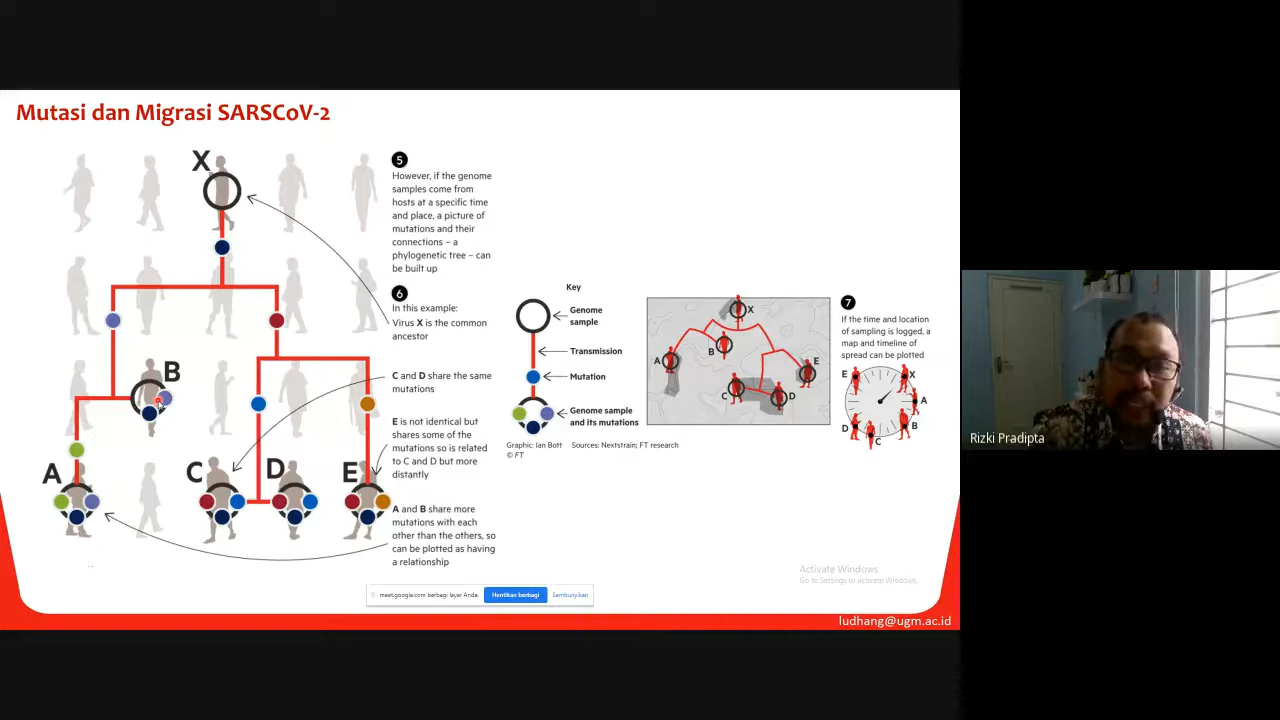 Mutasi dan Migrasi SARSCoV-2
X
B
A
C
D
E
5
However, if the genome
samples come from
hosts at a specific time
and place, a picture of
mutations and their
connections – a
phylogenetic tree – can
be built up
6
In this example:
Virus X is the common
ancestor
C and D share the same
mutations
E is not identical but
shares some of the
mutations so is related
to C and D but more
distantly
A and B share more
mutations with each
other than the others, so
can be plotted as having
a relationship
Key
Genome
sample
Transmission
Mutation
Genome sample
and its mutations
Graphic: Ian Bott Sources: Nextstrain; FT research
© FT
X
A
B
E
C
D
7
If the time and location
of sampling is logged, a
map and timeline of
spread can be plotted
E
X
A
D
B
C
Rizki Pradipta
Activate Windows
Go to Settings to activate Windows.
meet.google.com berbagi layar Anda.
Hentikan berbagi
Sembunyikan
ludhang@ugm.ac.id